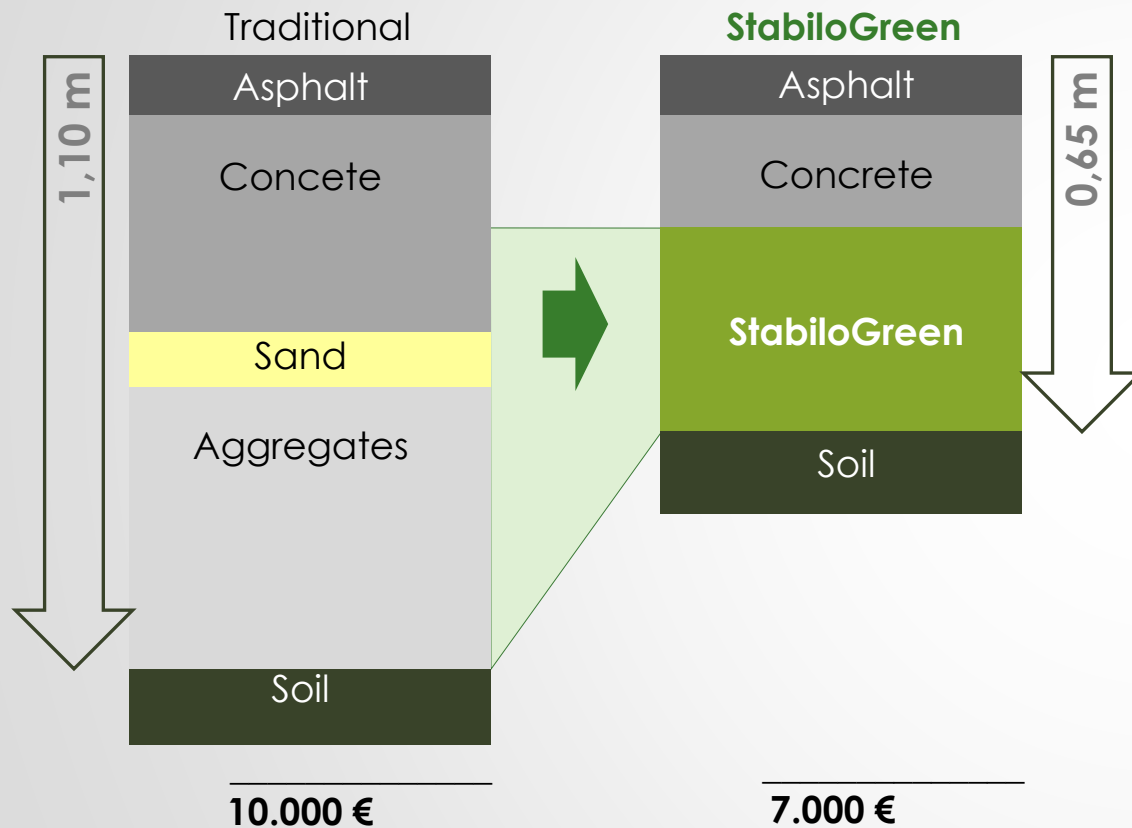 Traditional
1,10 m
Asphalt
Concete
Sand
Aggregates
Soil
10.000 €
StabiloGreen
Asphalt
Concrete
StabiloGreen
Soil
0,65 m
7.000 €